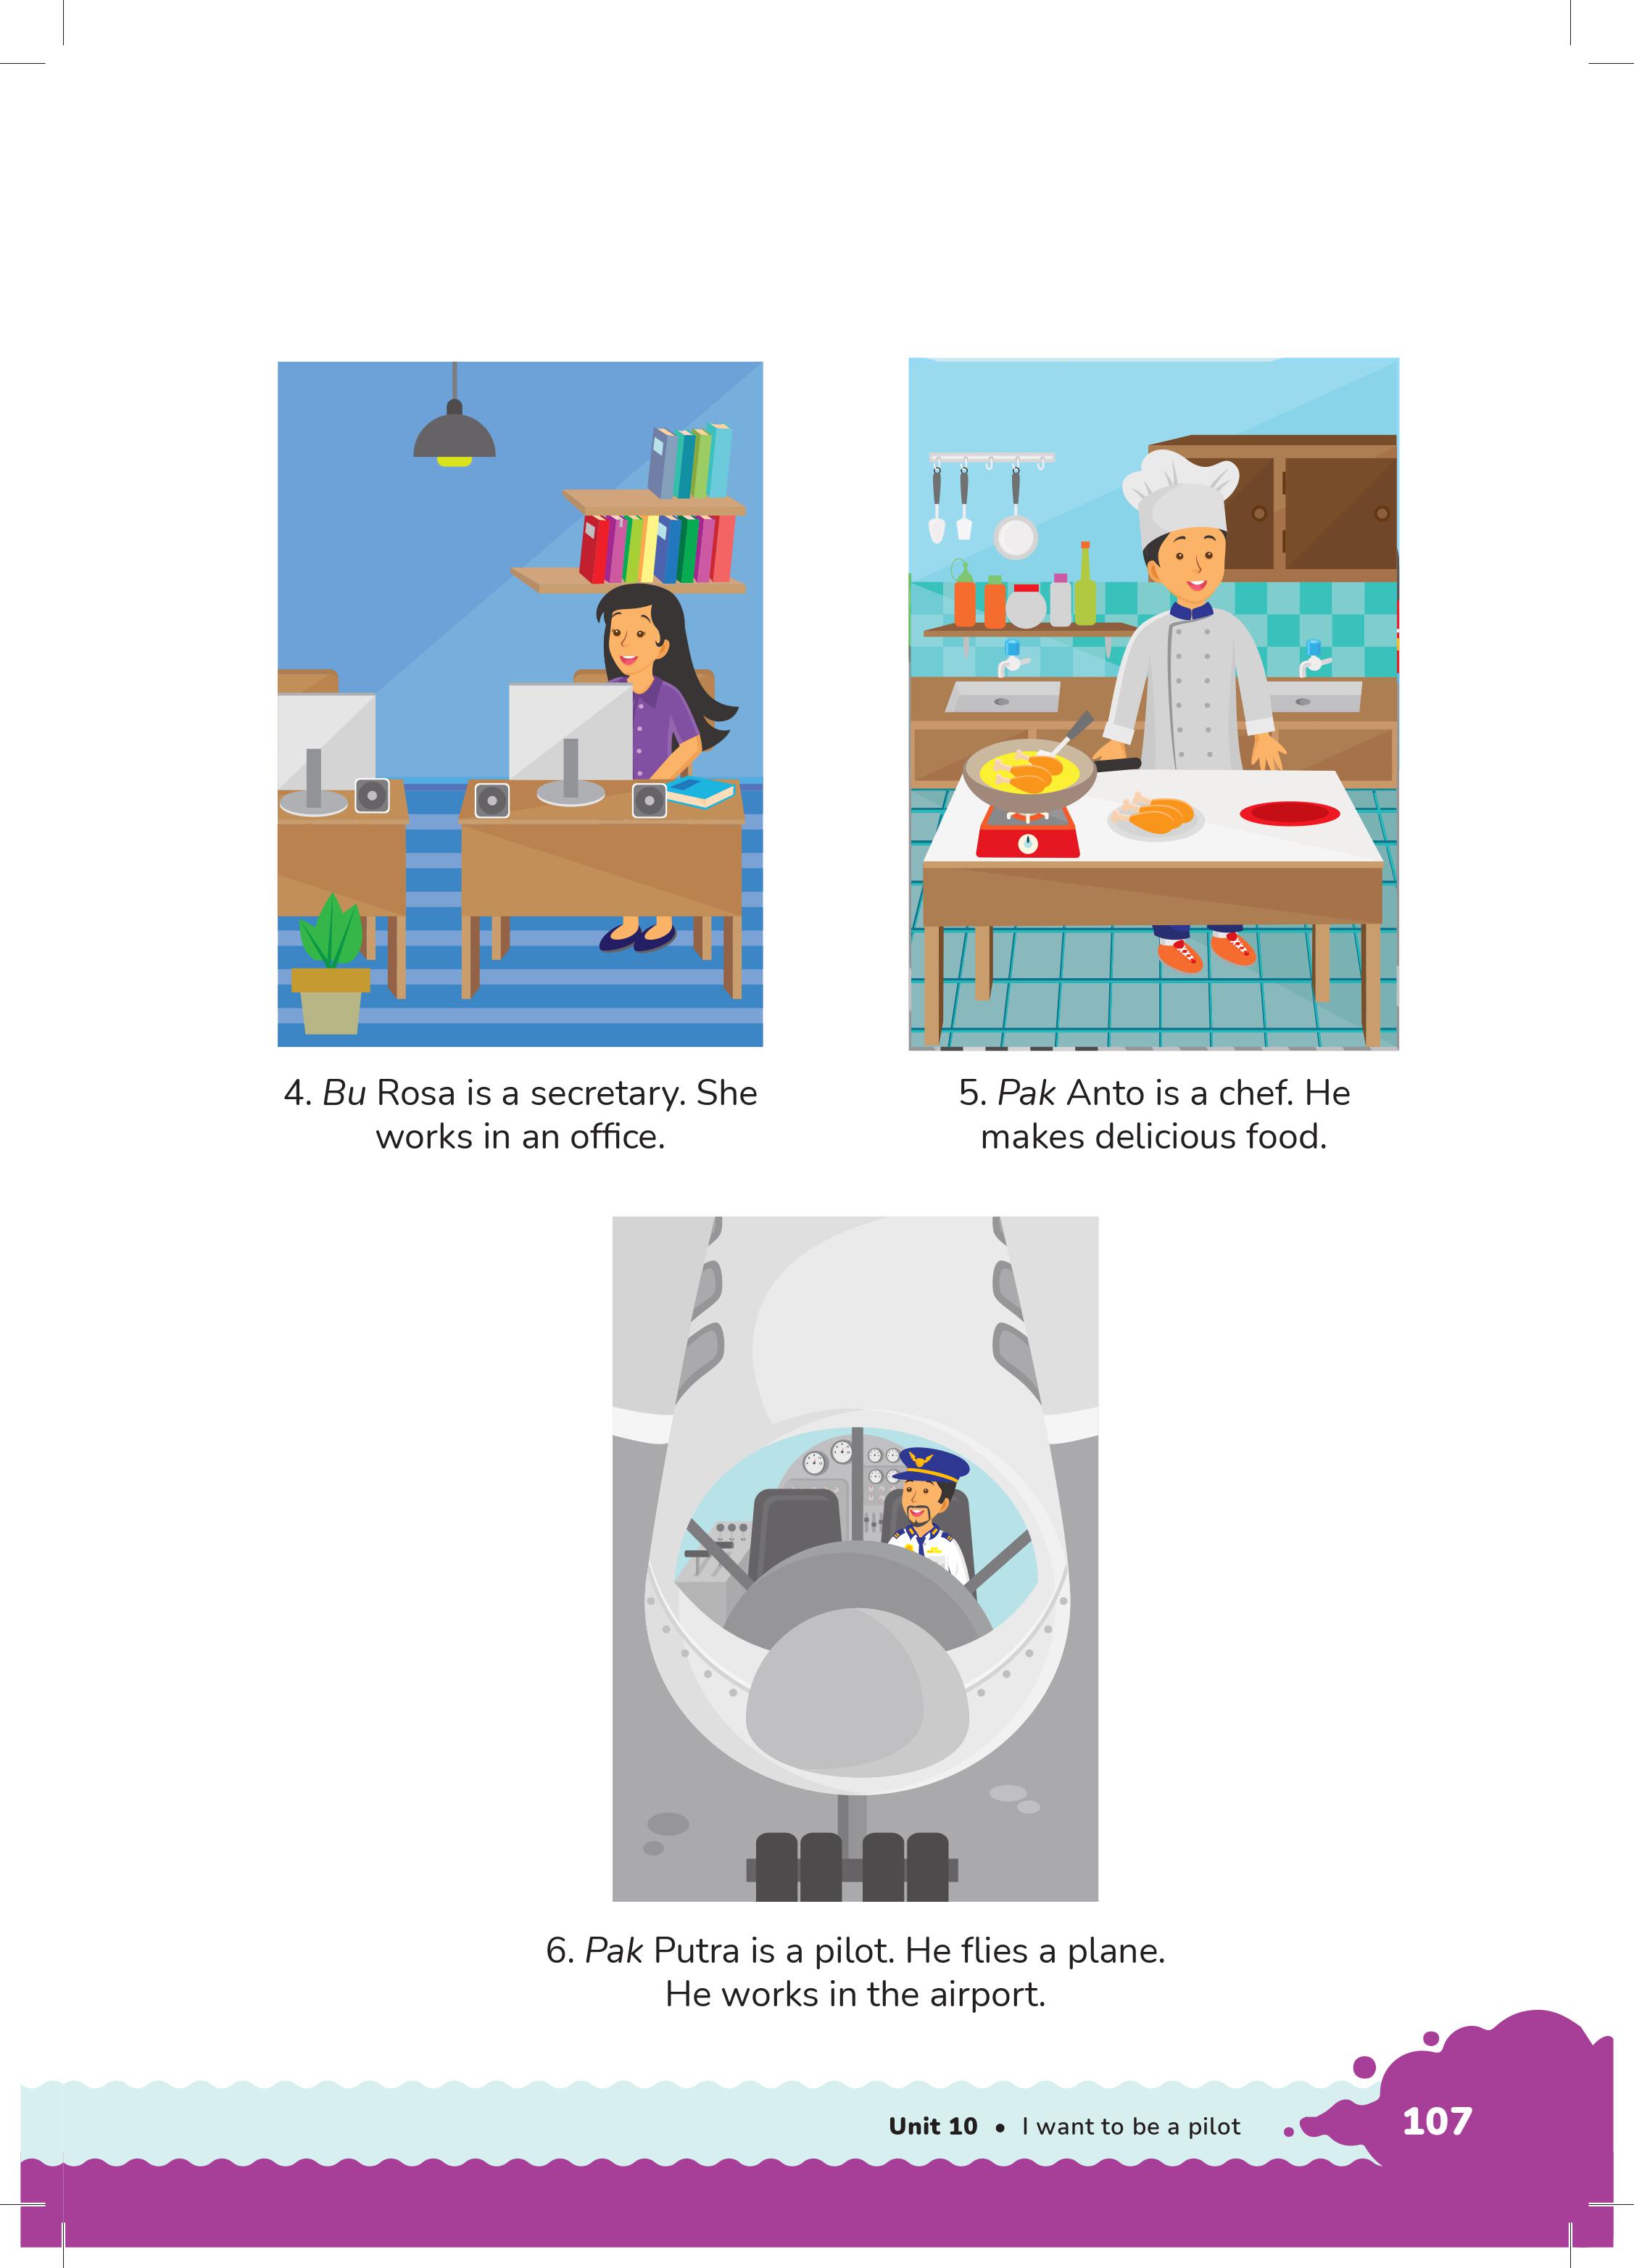 4. Bu Rosa is a secretary. She
works in an office.
5. Pak Anto is a chef. He
makes delicious food.
6. Pak Putra is a pilot. He flies a plane.
He works in the airport.
Unit 10 • I want to be a pilot
107